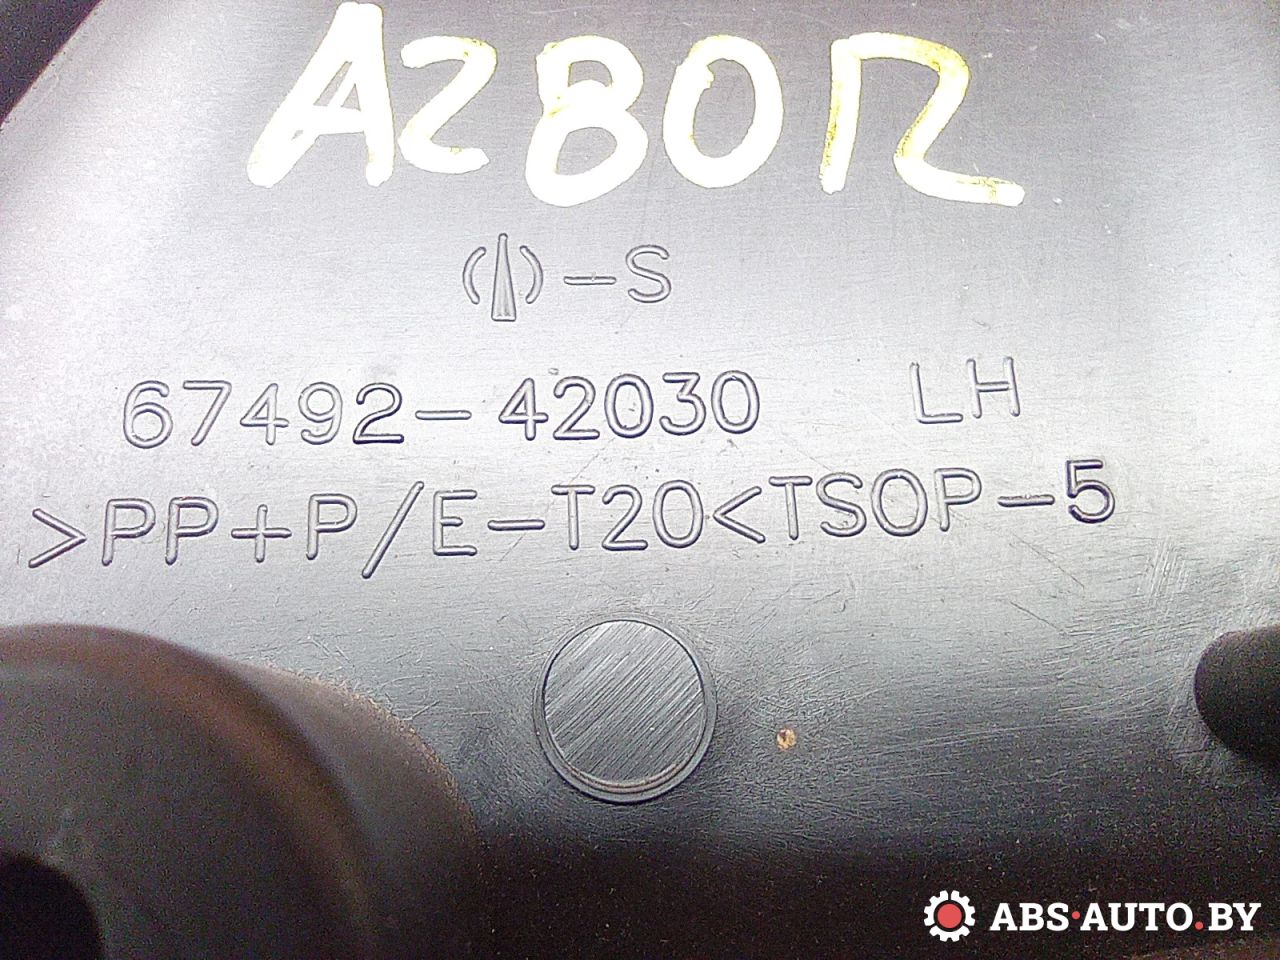 A280R
(|)-S
67492-42030 LH
>PP+P/E-T20<TSOP-5
ABS·AUTO.BY